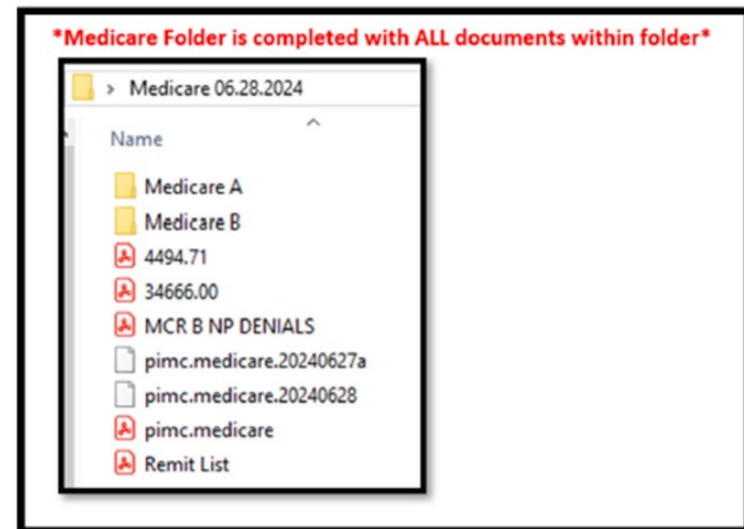 *Medicare Folder is completed with ALL documents within folder*
> Medicare 06.28.2024
Name
Medicare A
Medicare B
4494.71
34666.00
MCR B NP DENIALS
pimc.medicare.20240627a
pimc.medicare.20240628
pimc.medicare
Remit List